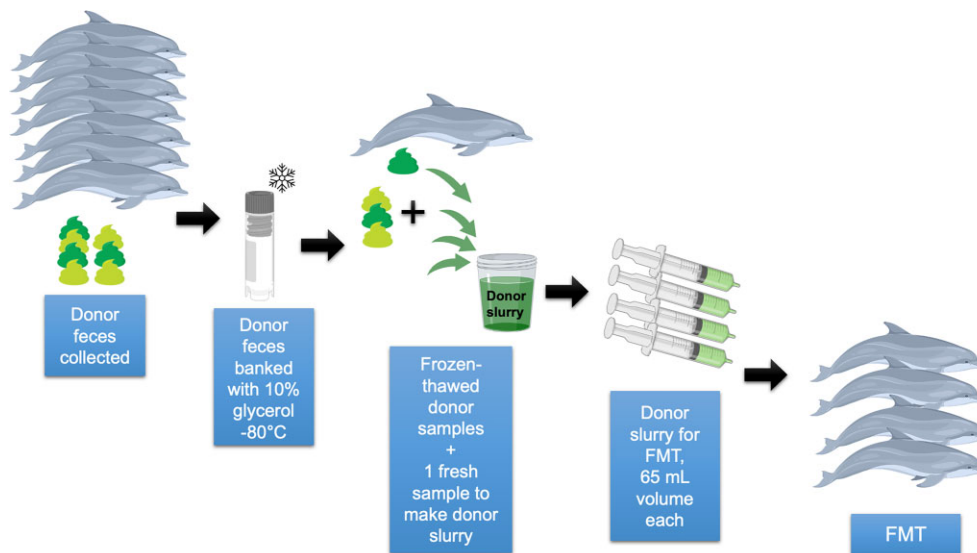 Donor
feces
collected
Donor
feces
banked
with 10%
glycerol
-80°C
+
Donor
slurry
Frozen-
thawed
donor
samples
+
1 fresh
sample to
make donor
slurry
Donor
slurry for
FMT,
65 mL
volume
each
FMT